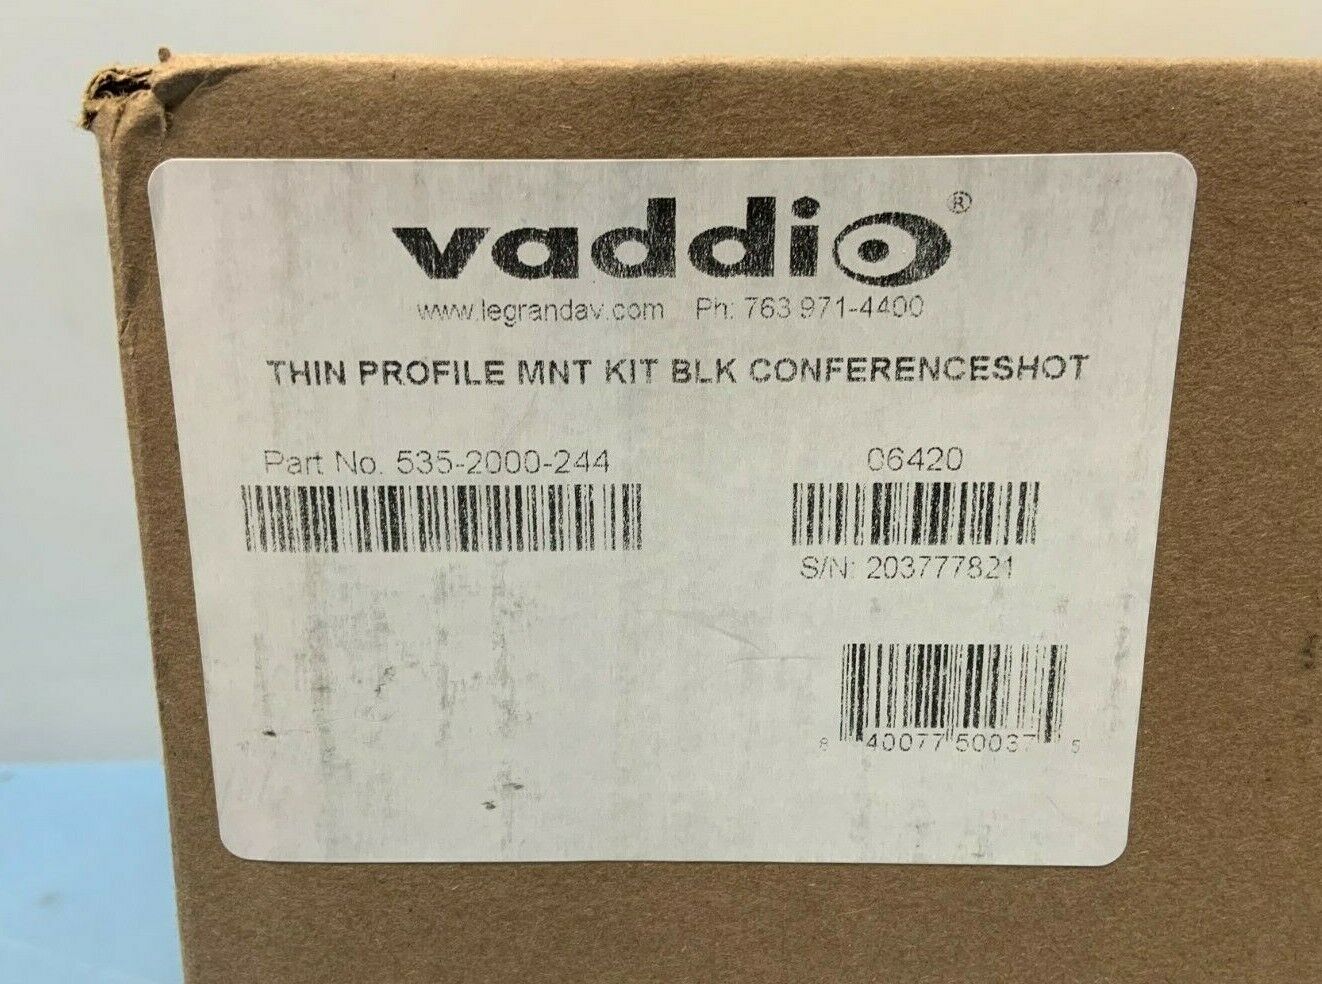 vaddio®
www.legrandav.com Ph: 763 971-4400
THIN PROFILE MNT KIT BLK CONFERENCESHOT
Part No. 535-2000-244
06420
S/N: 203777821
8 40077 50037 5